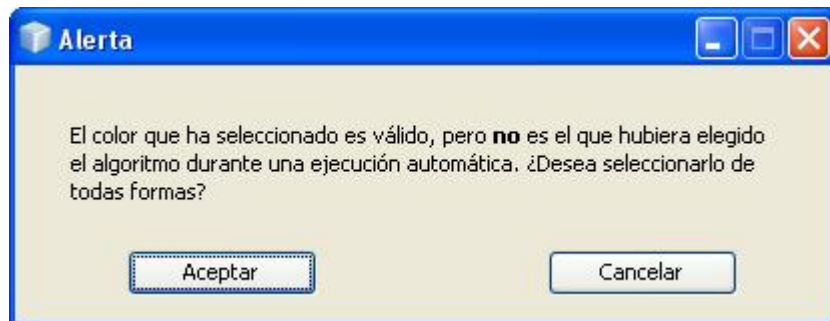 Alerta
El color que ha seleccionado es válido, pero no es el que hubiera elegido
el algoritmo durante una ejecución automática. ¿Desea seleccionarlo de
todas formas?
Aceptar
Cancelar